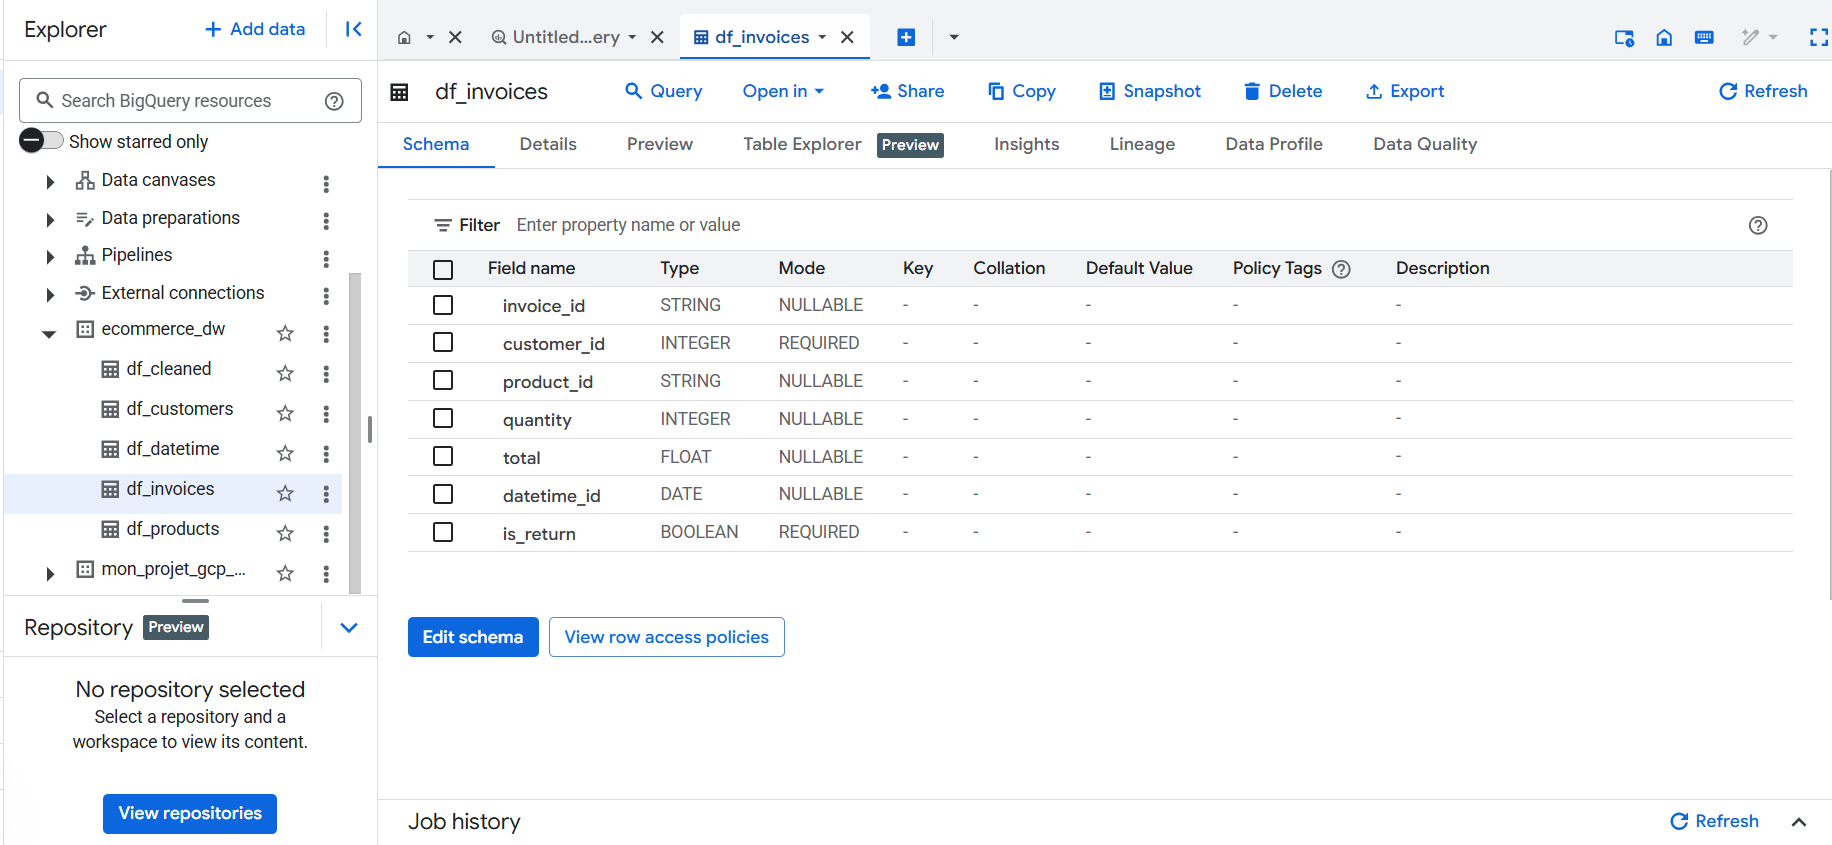 Explorer
Add data
Search BigQuery resources
Show starred only
Data canvases
Data preparations
Pipelines
External connections
ecommerce_dw
df_cleaned
df_customers
df_datetime
df_invoices
df_products
mon_projet_gcp_...
Repository Preview
No repository selected
Select a repository and a
workspace to view its content.
View repositories
Untitled...ery
df_invoices
df_invoices
Query Open in Share Copy Snapshot Delete Export Refresh
Schema Details Preview Table Explorer Preview Insights Lineage Data Profile Data Quality
Filter Enter property name or value
Field name Type Mode Key Collation Default Value Policy Tags Description
invoice_id STRING NULLABLE - - - - -
customer_id INTEGER REQUIRED - - - - -
product_id STRING NULLABLE - - - - -
quantity INTEGER NULLABLE - - - - -
total FLOAT NULLABLE - - - - -
datetime_id DATE NULLABLE - - - - -
is_return BOOLEAN REQUIRED - - - - -
Edit schema View row access policies
Job history Refresh